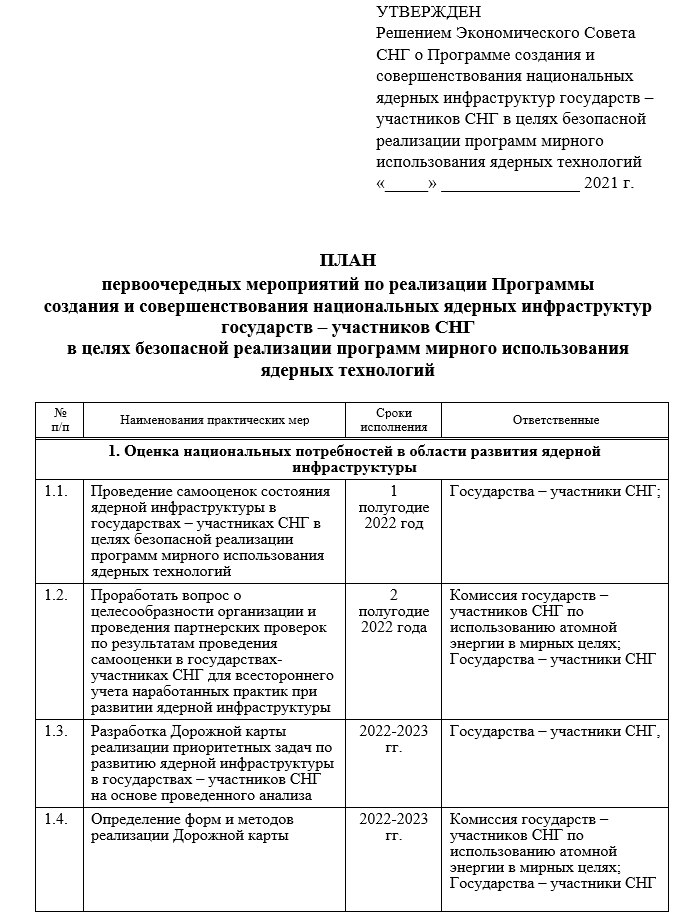 УТВЕРЖДЕН
Решением Экономического Совета
СНГ о Программе создания и
совершенствования национальных
ядерных инфраструктур государств –
участников СНГ в целях безопасной
реализации программ мирного
использования ядерных технологий
«_____» ________________ 2021 г.
ПЛАН
первоочередных мероприятий по реализации Программы
создания и совершенствования национальных ядерных инфраструктур
государств – участников СНГ
в целях безопасной реализации программ мирного использования
ядерных технологий
№
п/п
Наименования практических мер
Сроки
исполнения
Ответственные
1. Оценка национальных потребностей в области развития ядерной
инфраструктуры
1.1.
Проведение самооценок состояния
ядерной инфраструктуры в
государствах – участниках СНГ в
целях безопасной реализации
программ мирного использования
ядерных технологий
1
полугодие
2022 год
Государства – участники СНГ;
1.2.
Проработать вопрос о
целесообразности организации и
проведения партнерских проверок
по результатам проведения
самооценки в государствах-
участниках СНГ для всестороннего
учета наработанных практик при
развитии ядерной инфраструктуры
2
полугодие
2022 года
Комиссия государств –
участников СНГ по
использованию атомной
энергии в мирных целях;
Государства – участники СНГ
1.3.
Разработка Дорожной карты
реализации приоритетных задач по
развитию ядерной инфраструктуры
в государствах – участников СНГ
на основе проведенного анализа
2022-2023
гг.
Государства – участники СНГ,
1.4.
Определение форм и методов
реализации Дорожной карты
2022-2023
гг.
Комиссия государств –
участников СНГ по
использованию атомной
энергии в мирных целях;
Государства – участники СНГ